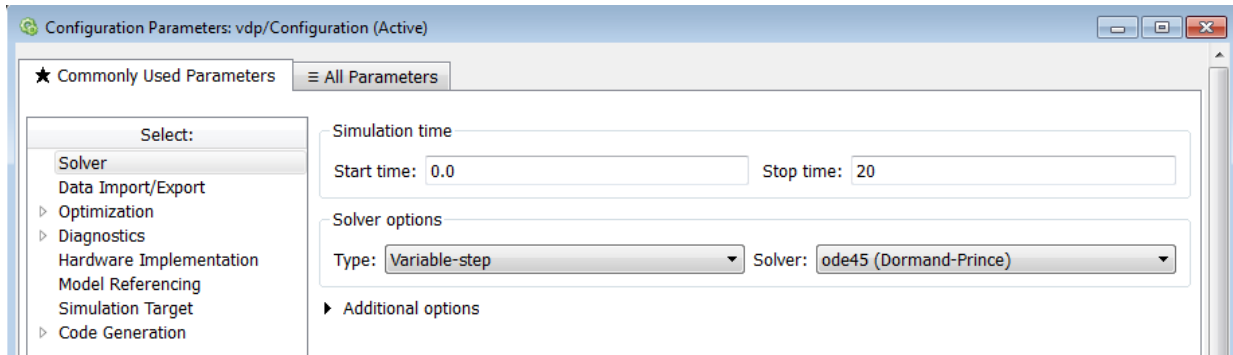 Configuration Parameters: vdp/Configuration (Active)
★ Commonly Used Parameters
≡ All Parameters
Select:
Solver
Data Import/Export
Optimization
Diagnostics
Hardware Implementation
Model Referencing
Simulation Target
Code Generation
Simulation time
Start time: 0.0 Stop time: 20
Solver options
Type: Variable-step Solver: ode45 (Dormand-Prince)
Additional options